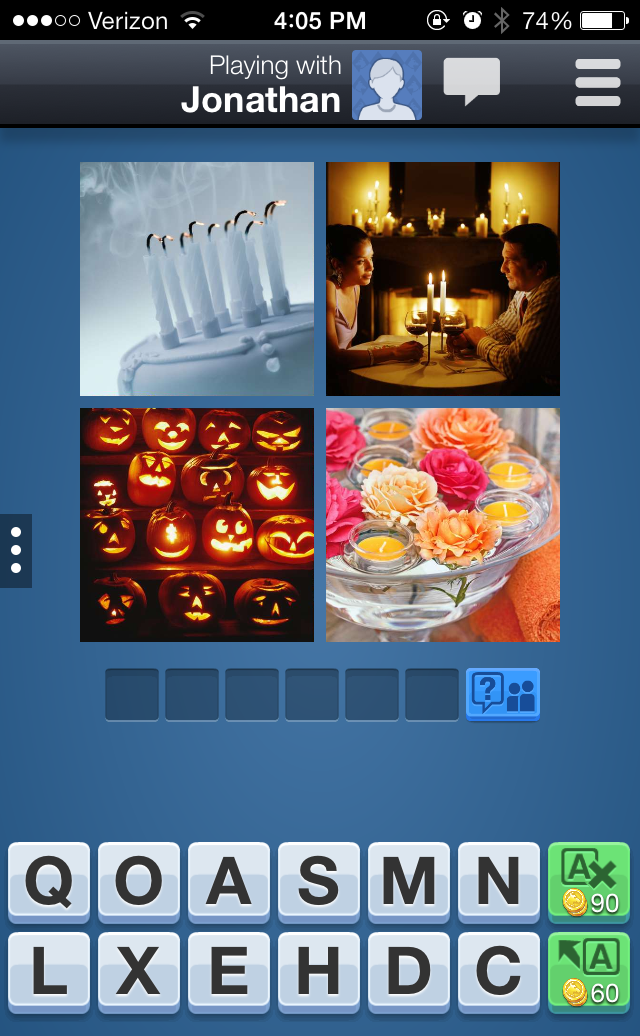 Verizon 4:05 PM 74%
Playing with
Jonathan
?
Q O A S M N A 90
L X E H D C A 60